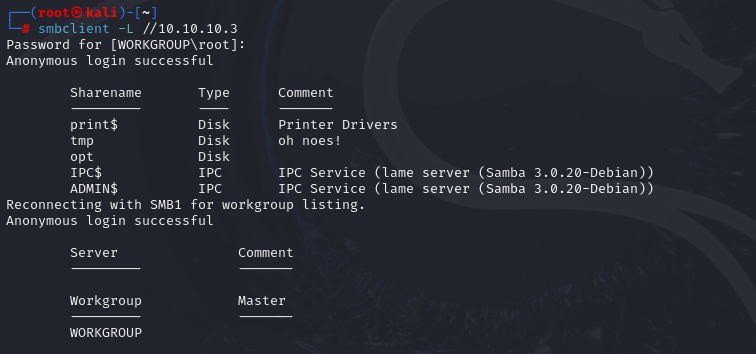 ┌──(root㉿kali)-[~]
└─# smbclient -L //10.10.10.3
Password for [WORKGROUP\root]:
Anonymous login successful

        Sharename       Type      Comment
        ---------       ----      -------
        print$          Disk      Printer Drivers
        tmp             Disk      oh noes!
        opt             Disk
        IPC$            IPC       IPC Service (lame server (Samba 3.0.20-Debian))
        ADMIN$          IPC       IPC Service (lame server (Samba 3.0.20-Debian))
Reconnecting with SMB1 for workgroup listing.
Anonymous login successful

        Server               Comment
        ---------            -------

        Workgroup            Master
        ---------            -------
        WORKGROUP